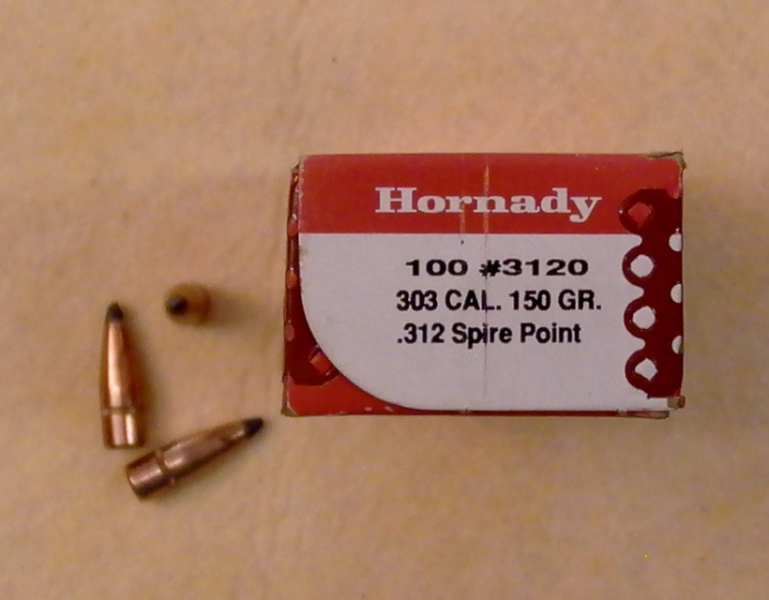 Hornady
100 #3120
303 CAL. 150 GR.
.312 Spire Point